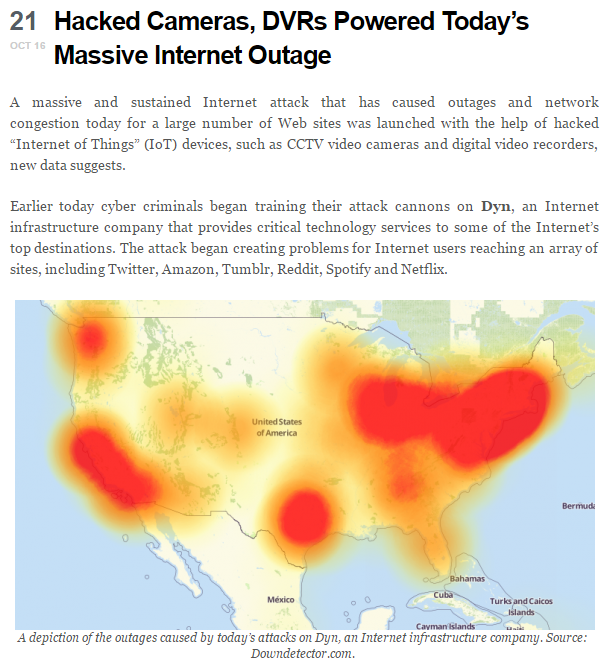 21 Hacked Cameras, DVRs Powered Today’s
OCT 16 Massive Internet Outage
A massive and sustained Internet attack that has caused outages and network
congestion today for a large number of Web sites was launched with the help of hacked
“Internet of Things” (IoT) devices, such as CCTV video cameras and digital video recorders,
new data suggests.
Earlier today cyber criminals began training their attack cannons on Dyn, an Internet
infrastructure company that provides critical technology services to some of the Internet’s
top destinations. The attack began creating problems for Internet users reaching an array of
sites, including Twitter, Amazon, Tumblr, Reddit, Spotify and Netflix.
United States
of America
Bermuda
Bahamas
México
Cuba
Turks and Caicos
Islands
Cayman Islands
Haiti
A depiction of the outages caused by today’s attacks on Dyn, an Internet infrastructure company. Source:
Downdetector.com.